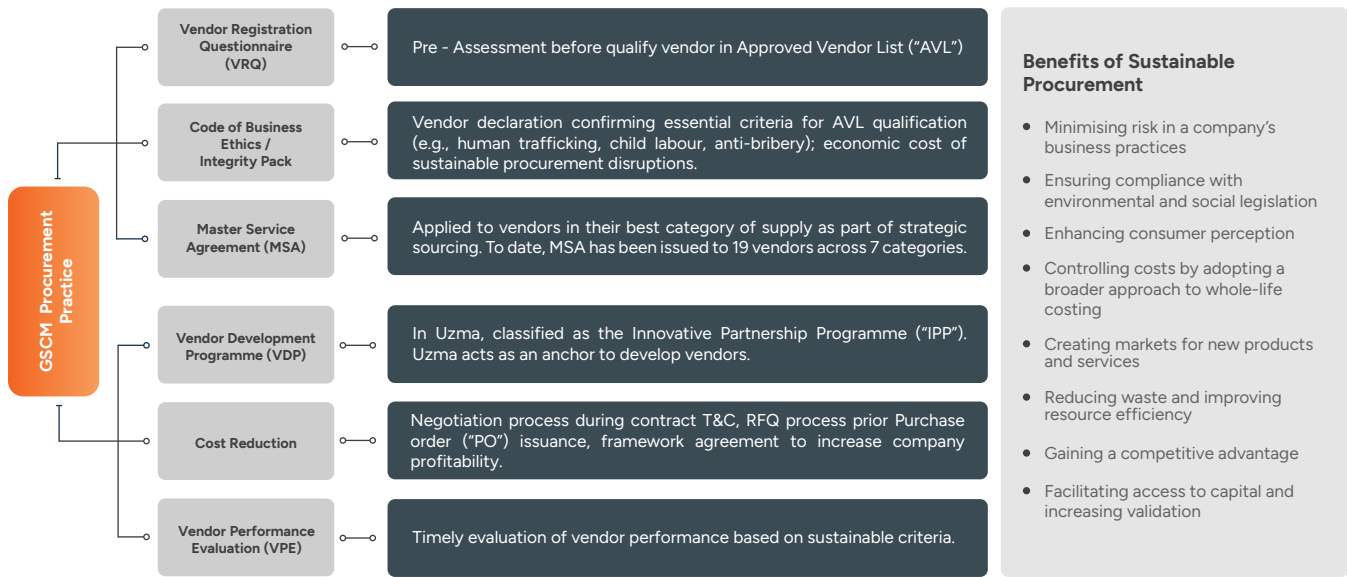 GSCM Procurement
Practice
Vendor Registration
Questionnaire
(VRQ)
Pre - Assessment before qualify vendor in Approved Vendor List (“AVL”)
Code of Business
Ethics /
Integrity Pack
Vendor declaration confirming essential criteria for AVL qualification
(e.g., human trafficking, child labour, anti-bribery); economic cost of
sustainable procurement disruptions.
Master Service
Agreement (MSA)
Applied to vendors in their best category of supply as part of strategic
sourcing. To date, MSA has been issued to 19 vendors across 7 categories.
Vendor Development
Programme (VDP)
In Uzma, classified as the Innovative Partnership Programme (“IPP”).
Uzma acts as an anchor to develop vendors.
Cost Reduction
Negotiation process during contract T&C, RFQ process prior Purchase
order (“PO”) issuance, framework agreement to increase company
profitability.
Vendor Performance
Evaluation (VPE)
Timely evaluation of vendor performance based on sustainable criteria.
Benefits of Sustainable
Procurement
• Minimising risk in a company’s
business practices
• Ensuring compliance with
environmental and social legislation
• Enhancing consumer perception
• Controlling costs by adopting a
broader approach to whole-life
costing
• Creating markets for new products
and services
• Reducing waste and improving
resource efficiency
• Gaining a competitive advantage
• Facilitating access to capital and
increasing validation